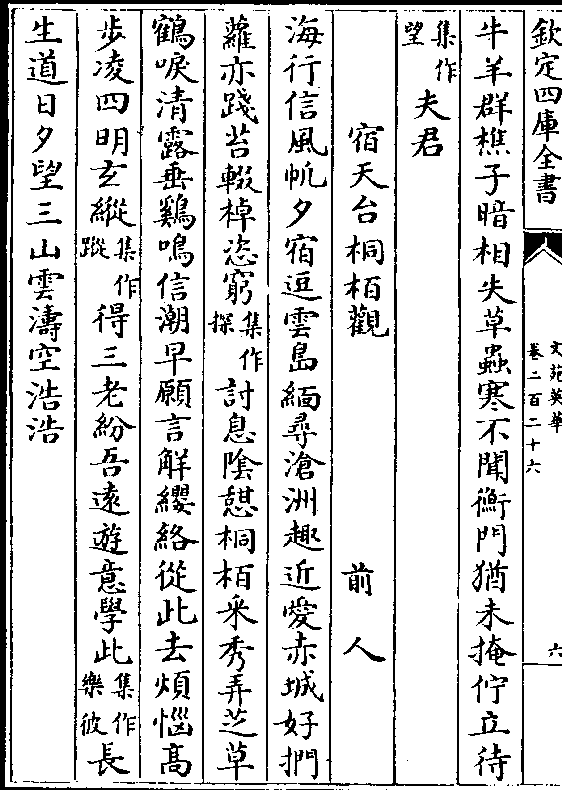 欽定四庫全書
文苑英華
卷二百二十六
六
牛羊群樵子暗相失草蟲寒不聞衡門猶未掩佇立待
集作望夫君
宿天台桐栢觀 前人
海行信風帆夕宿逗雲島緬尋滄洲趣近愛赤城好捫
蘿亦踐苔輟棹恣窮集作探討息陰憩桐栢采秀弄芝草
鶴唳清露垂鷄鳴信潮早願言解纓絡從此去煩惱高
步凌四明玄縱集作蹤得三老紛吾遠遊意學此集作樂彼長
生道日夕望三山雲濤空浩浩